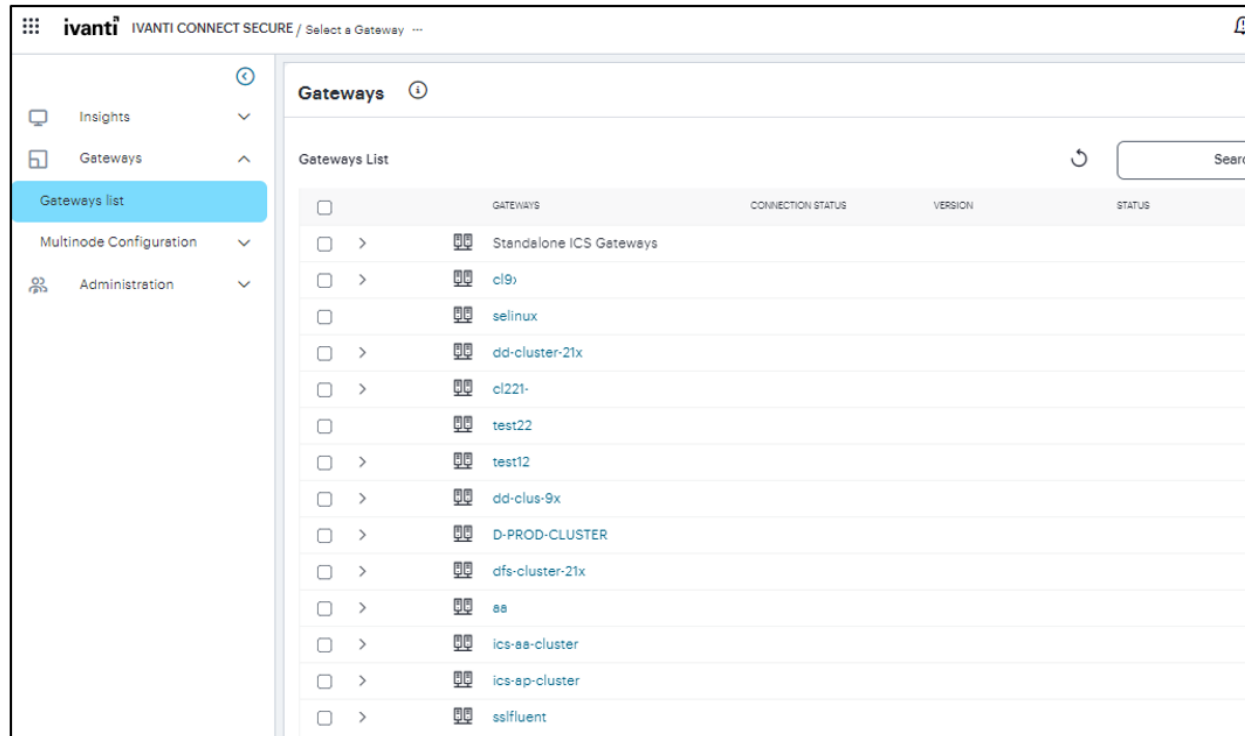 ivanti IVANTI CONNECT SECURE / Select a Gateway ...
Insights
Gateways
Gateways list
Multinode Configuration
Administration
Gateways
Gateways List
GATEWAYS CONNECTION STATUS VERSION STATUS
Standalone ICS Gateways
selinux
dd-cluster-21x
cl221-
test22
test12
dd-clus-9x
D-PROD-CLUSTER
dfs-cluster-21x
aa
ics-aa-cluster
ics-ap-cluster
sslfluent